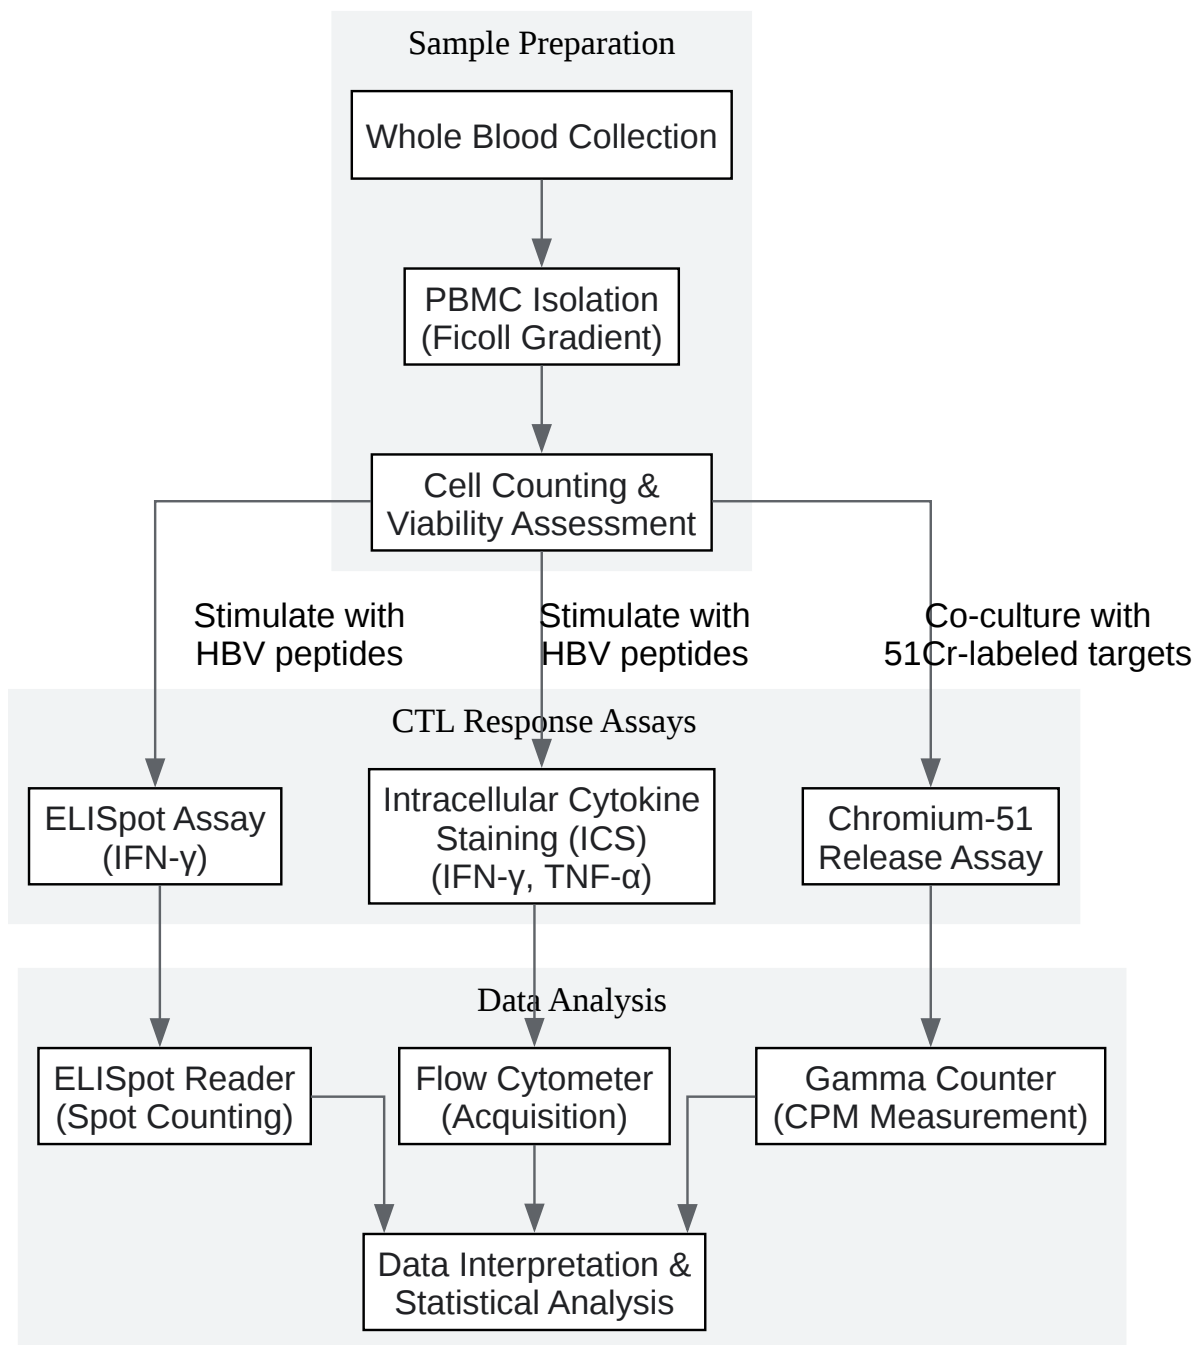 Sample Preparation
Whole Blood Collection
PBMC Isolation
(Ficoll Gradient)
Cell Counting &
Viability Assessment
Stimulate with
HBV peptides
Stimulate with
HBV peptides
Co-culture with
51Cr-labeled targets
CTL Response Assays
ELISpot Assay
(IFN-γ)
Intracellular Cytokine
Staining (ICS)
(IFN-γ, TNF-α)
Chromium-51
Release Assay
Data Analysis
ELISpot Reader
(Spot Counting)
Flow Cytometer
(Acquisition)
Gamma Counter
(CPM Measurement)
Data Interpretation &
Statistical Analysis